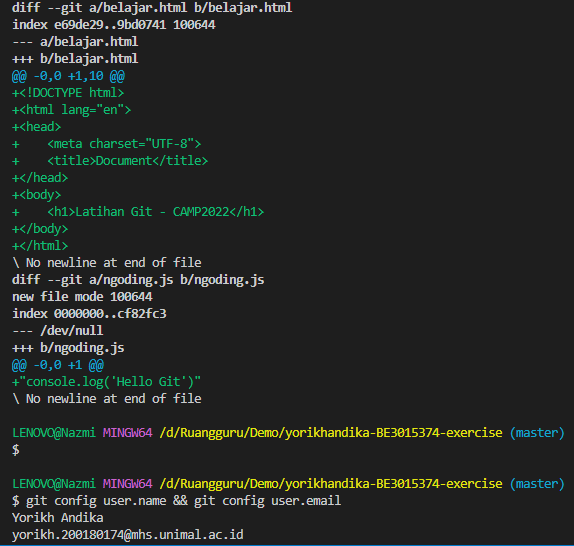 diff --git a/belajar.html b/belajar.html
index e69de29..9bd0741 100644
--- a/belajar.html
+++ b/belajar.html
@@ -0,0 +1,10 @@
+<!DOCTYPE html>
+<html lang="en">
+<head>
+    <meta charset="UTF-8">
+    <title>Document</title>
+</head>
+<body>
+    <h1>Latihan Git - CAMP2022</h1>
+</body>
+</html>
\ No newline at end of file
diff --git a/ngoding.js b/ngoding.js
new file mode 100644
index 0000000..cf82fc3
--- /dev/null
+++ b/ngoding.js
@@ -0,0 +1 @@
+"console.log('Hello Git')"
\ No newline at end of file
LENOVO@Nazmi MINGW64 /d/Ruangguru/Demo/yorikhandika-BE3015374-exercise (master)
$
LENOVO@Nazmi MINGW64 /d/Ruangguru/Demo/yorikhandika-BE3015374-exercise (master)
$ git config user.name && git config user.email
Yorikh Andika
yorikh.200180174@mhs.unimal.ac.id